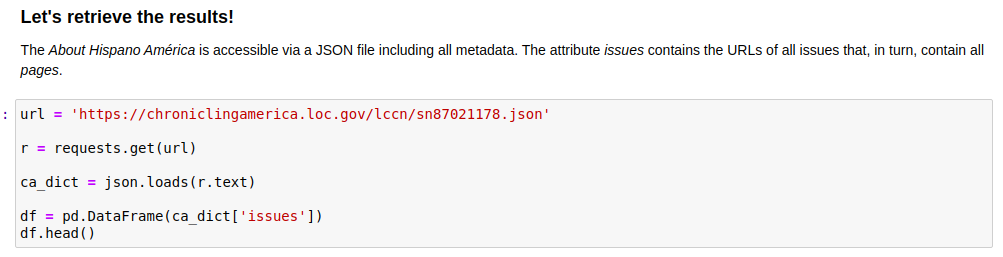 Let's retrieve the results!
The About Hispano América is accessible via a JSON file including all metadata. The attribute issues contains the URLs of all issues that, in turn, contain all
pages.
: url = 'https://chroniclingamerica.loc.gov/lccn/sn87021178.json'
r = requests.get(url)
ca_dict = json.loads(r.text)
df = pd.DataFrame(ca_dict['issues'])
df.head()